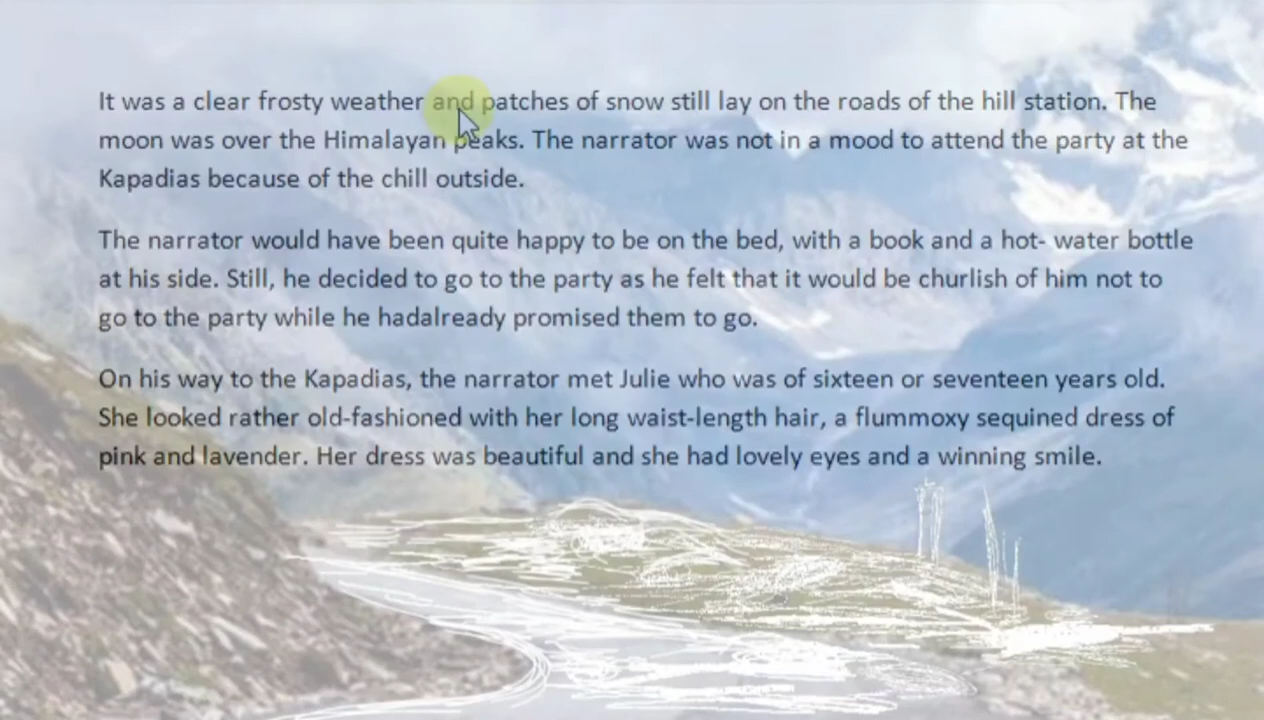 It was a clear frosty weather and patches of snow still lay on the roads of the hill station. The
moon was over the Himalayan peaks. The narrator was not in a mood to attend the party at the
Kapadias because of the chill outside.
The narrator would have been quite happy to be on the bed, with a book and a hot- water bottle
at his side. Still, he decided to go to the party as he felt that it would be churlish of him not to
go to the party while he hadalready promised them to go.
On his way to the Kapadias, the narrator met Julie who was of sixteen or seventeen years old.
She looked rather old-fashioned with her long waist-length hair, a flummoxy sequined dress of
pink and lavender. Her dress was beautiful and she had lovely eyes and a winning smile.